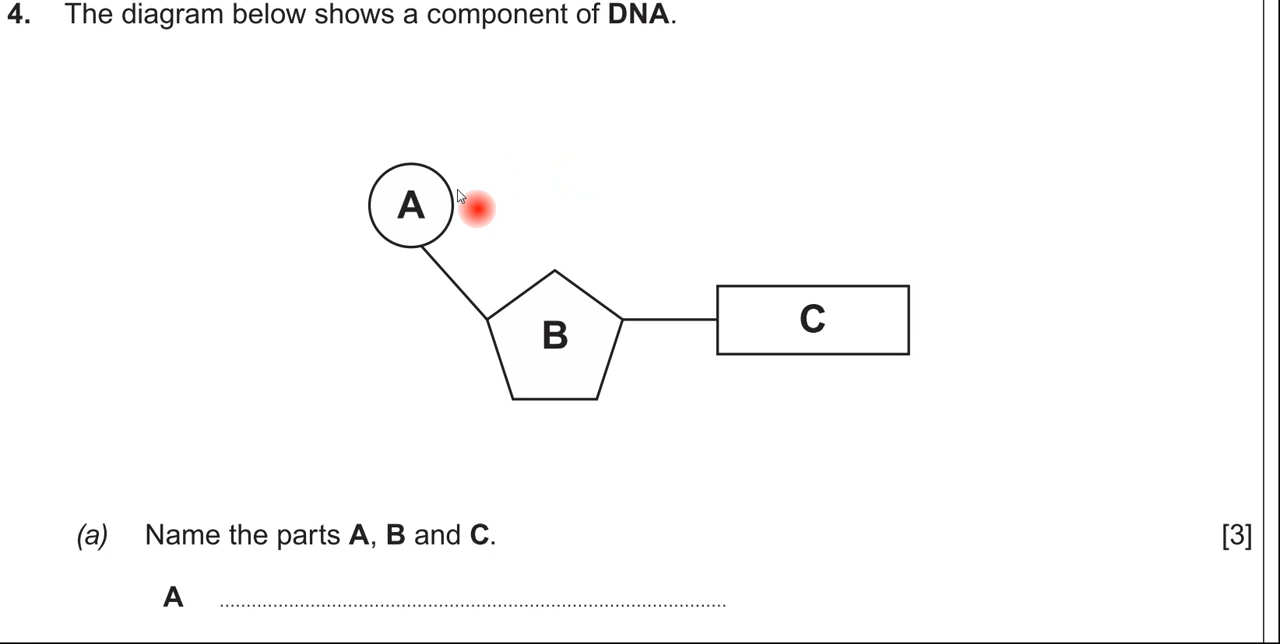 4. The diagram below shows a component of DNA.
A
B
C
(a) Name the parts A, B and C. [3]
A ....................................................................................................